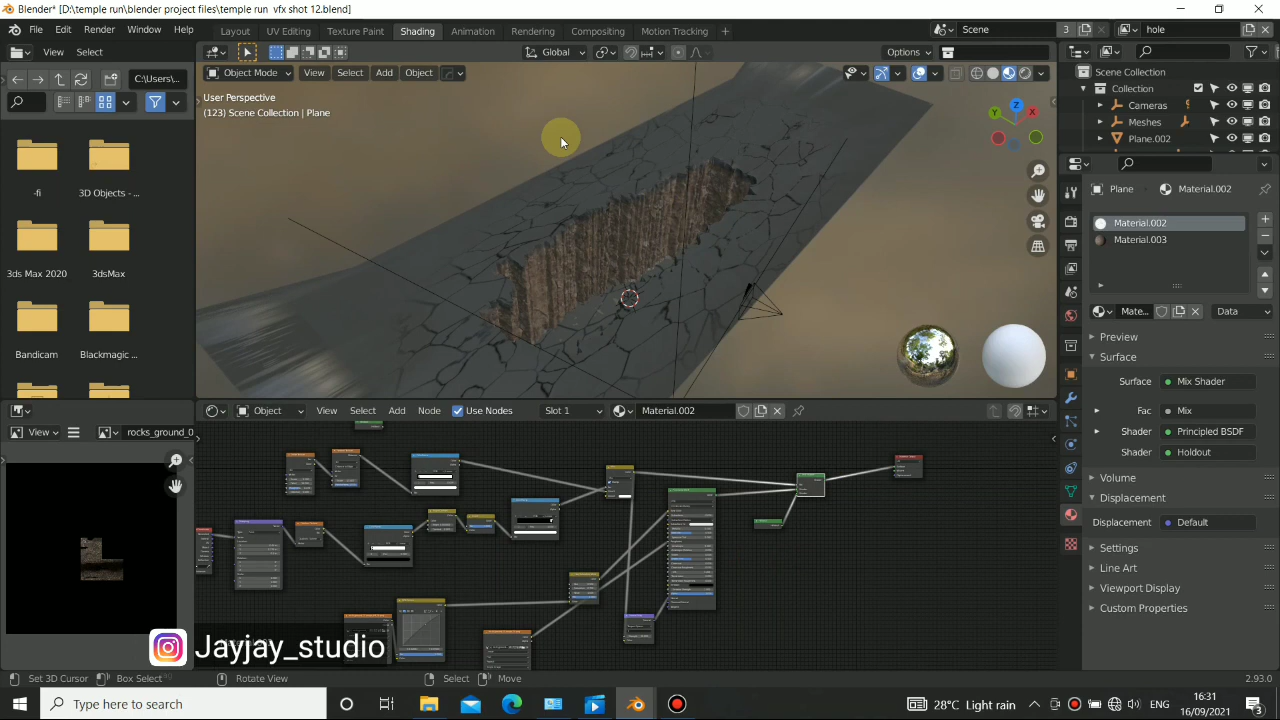 Blender* [D:\temple run\blender project files\temple run  vfx shot 12.blend]
File Edit Render Window Help Layout UV Editing Texture Paint Shading Animation Rendering Compositing Motion Tracking + Scene 3 hole
View Select Global Options
Object Mode View Select Add Object
C:\Users\...
User Perspective
(123) Scene Collection | Plane
-fi 3D Objects - ...
3ds Max 2020 3dsMax
Bandicam Blackmagic ...
Scene Collection
Collection
Cameras
Meshes
Plane.002
Plane Material.002
Material.002
Material.003
Mate... Data
Preview
Surface
Surface Mix Shader
Fac Mix
Shader Principled BSDF
Shader Holdout
Volume
Displacement
Displacement Default
Settings
Line Art
Viewport Display
Custom Properties
View rocks_ground_0
Object View Select Add Node Use Nodes Slot 1 Material.002
Jayjay_studio
Set 3D Cursor Box Select Rotate View Select Move 2.93.0
Type here to search
28°C Light rain ENG 16:31 16/09/2021 3